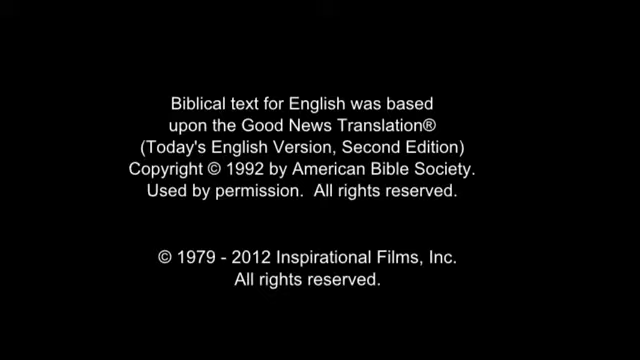 Biblical text for English was based
upon the Good News Translation®
(Today's English Version, Second Edition)
Copyright © 1992 by American Bible Society.
Used by permission.  All rights reserved.
© 1979 - 2012 Inspirational Films, Inc.
All rights reserved.